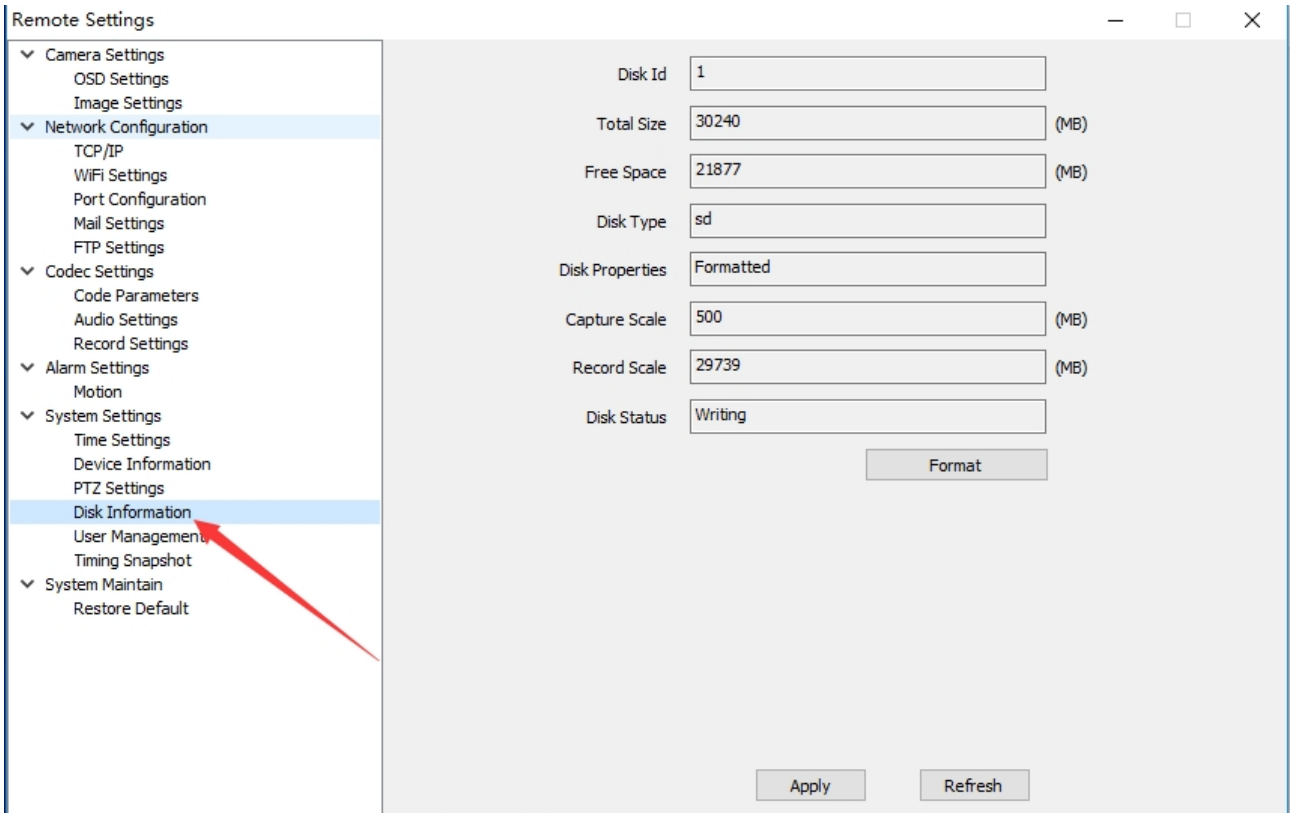 Remote Settings
Camera Settings
OSD Settings
Image Settings
Network Configuration
TCP/IP
WiFi Settings
Port Configuration
Mail Settings
FTP Settings
Codec Settings
Code Parameters
Audio Settings
Record Settings
Alarm Settings
Motion
System Settings
Time Settings
Device Information
PTZ Settings
Disk Information
User Management
Timing Snapshot
System Maintain
Restore Default
Disk Id 1
Total Size 30240 (MB)
Free Space 21877 (MB)
Disk Type sd
Disk Properties Formatted
Capture Scale 500 (MB)
Record Scale 29739 (MB)
Disk Status Writing
Format
Apply Refresh